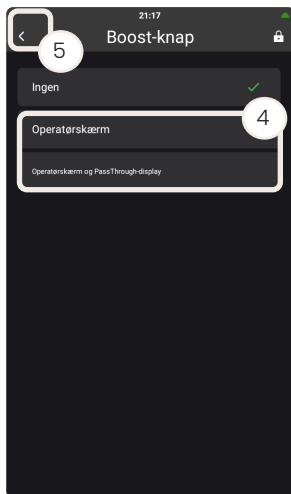 21:17
Boost-knap
5
Ingen
4
Operatørskærm
Operatørskærm og PassThrough-display